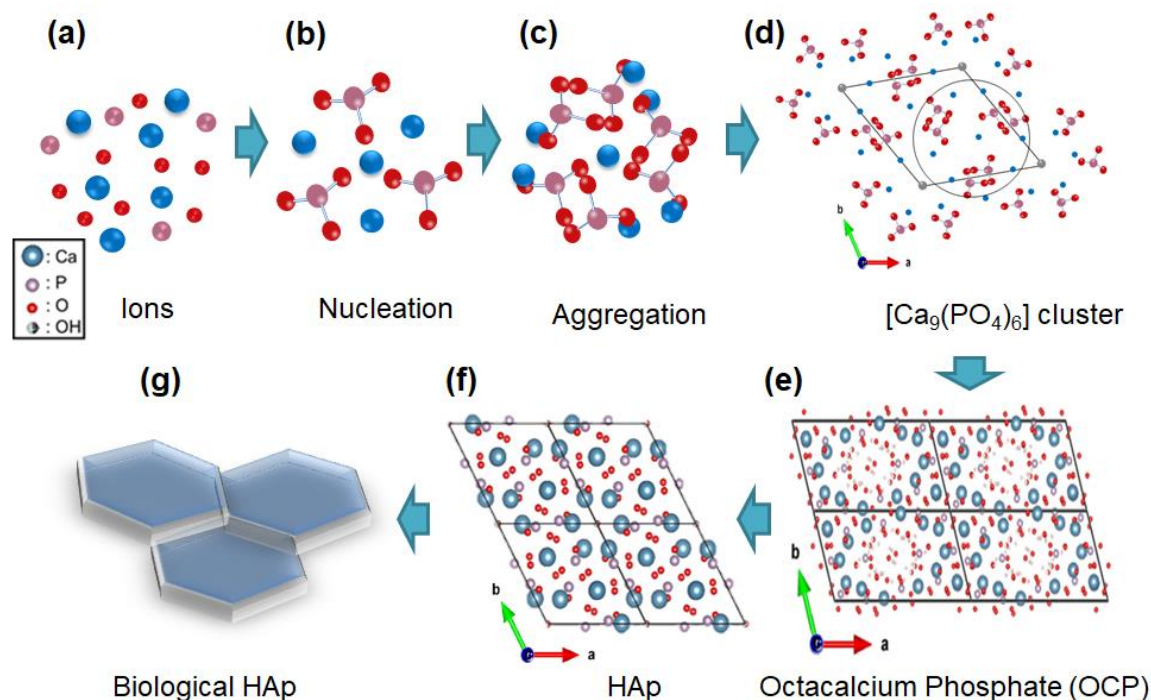 (a)
(b)
(c)
(d)
: Ca
: P
: O
: OH
b
a
Ions
Nucleation
Aggregation
[Ca₉(PO₄)₆] cluster
(g)
(f)
(e)
b
a
b
a
Biological HAp
HAp
Octacalcium Phosphate (OCP)